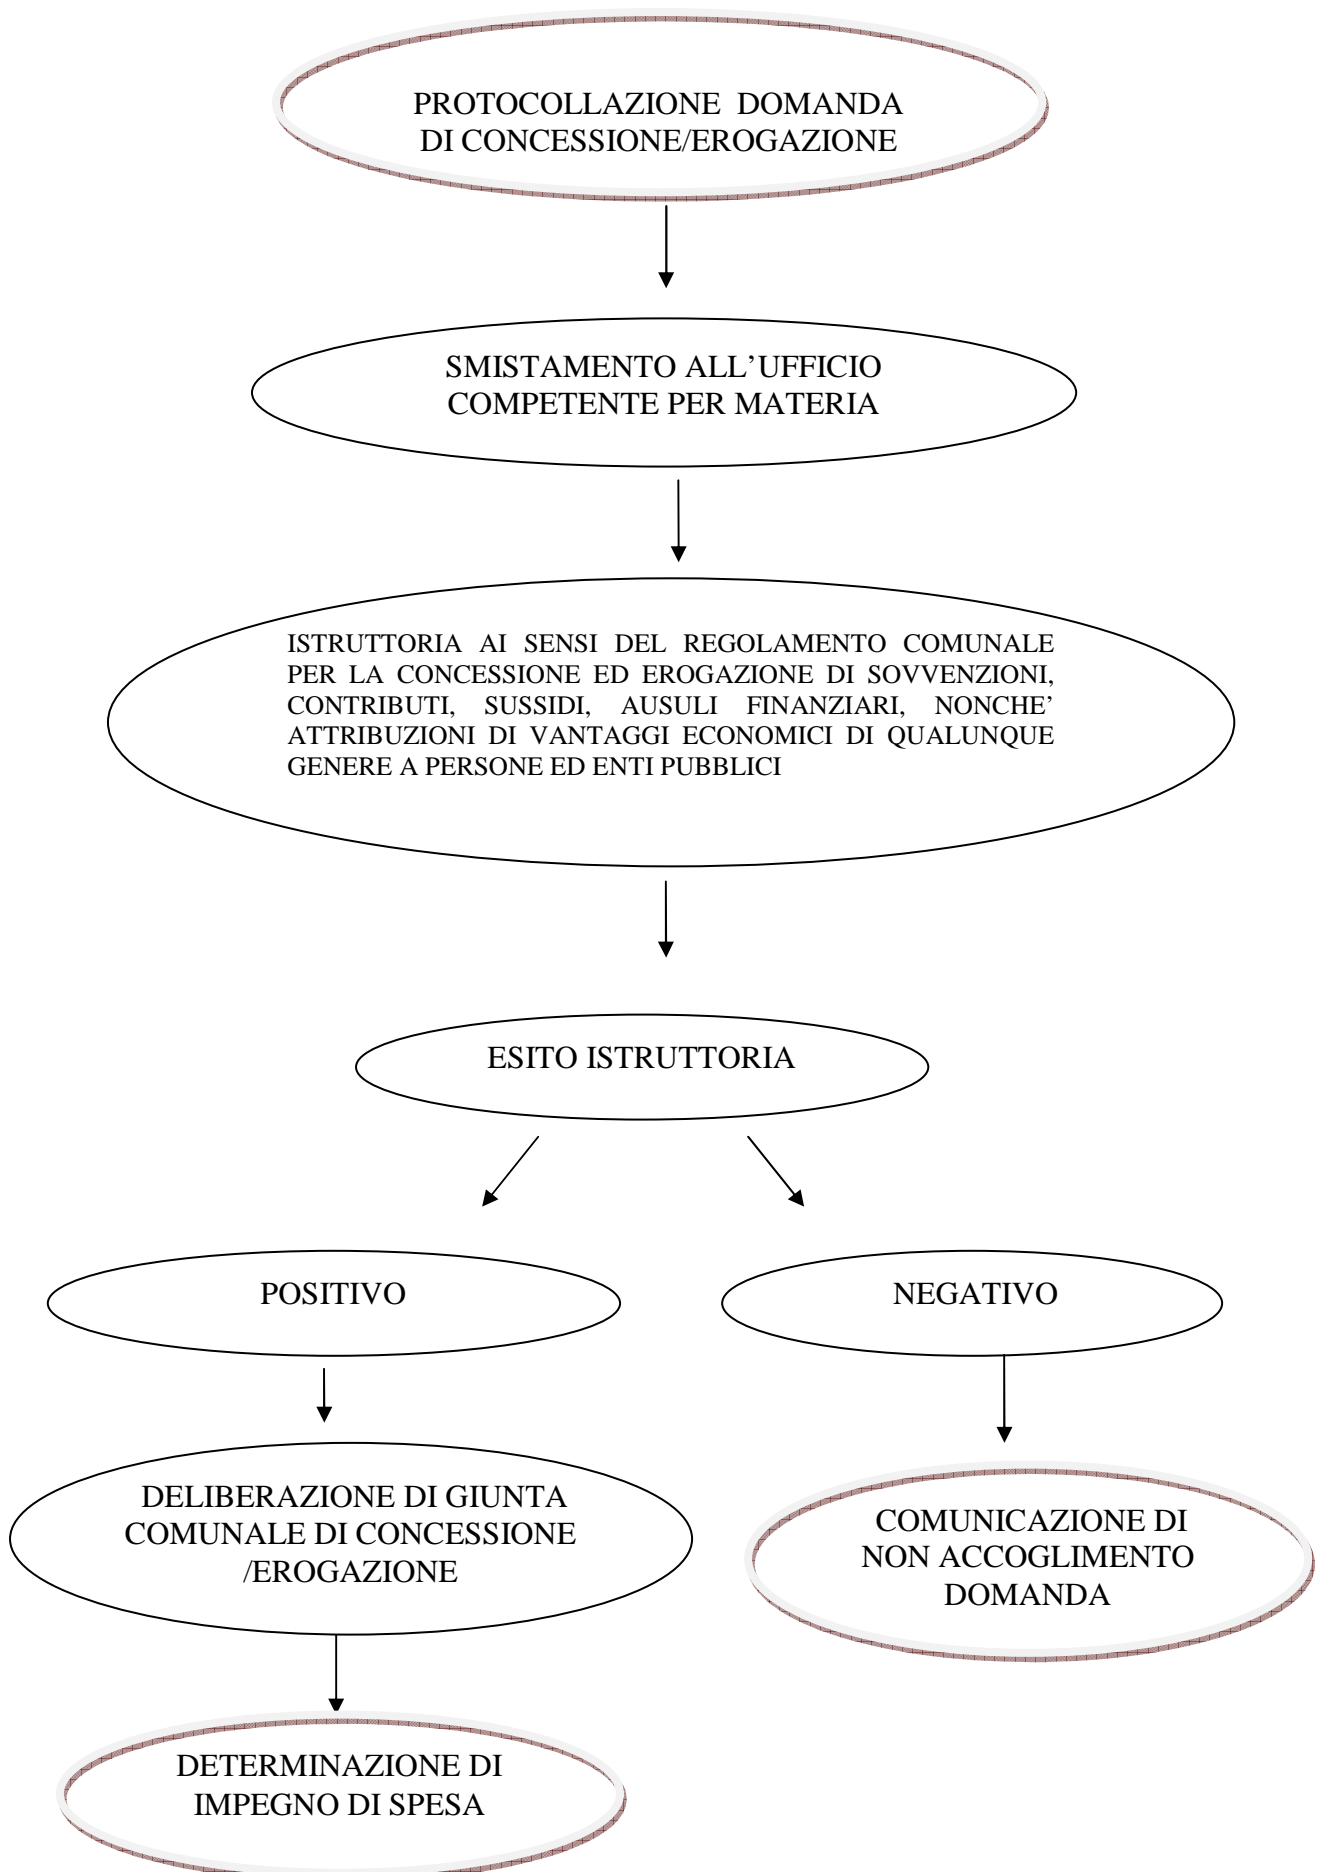 PROTOCOLLAZIONE DOMANDA
DI CONCESSIONE/EROGAZIONE
SMISTAMENTO ALL’UFFICIO
COMPETENTE PER MATERIA
ISTRUTTORIA AI SENSI DEL REGOLAMENTO COMUNALE
PER LA CONCESSIONE ED EROGAZIONE DI SOVVENZIONI,
CONTRIBUTI, SUSSIDI, AUSULI FINANZIARI, NONCHE’
ATTRIBUZIONI DI VANTAGGI ECONOMICI DI QUALUNQUE
GENERE A PERSONE ED ENTI PUBBLICI
ESITO ISTRUTTORIA
POSITIVO
NEGATIVO
DELIBERAZIONE DI GIUNTA
COMUNALE DI CONCESSIONE
/EROGAZIONE
COMUNICAZIONE DI
NON ACCOGLIMENTO
DOMANDA
DETERMINAZIONE DI
IMPEGNO DI SPESA